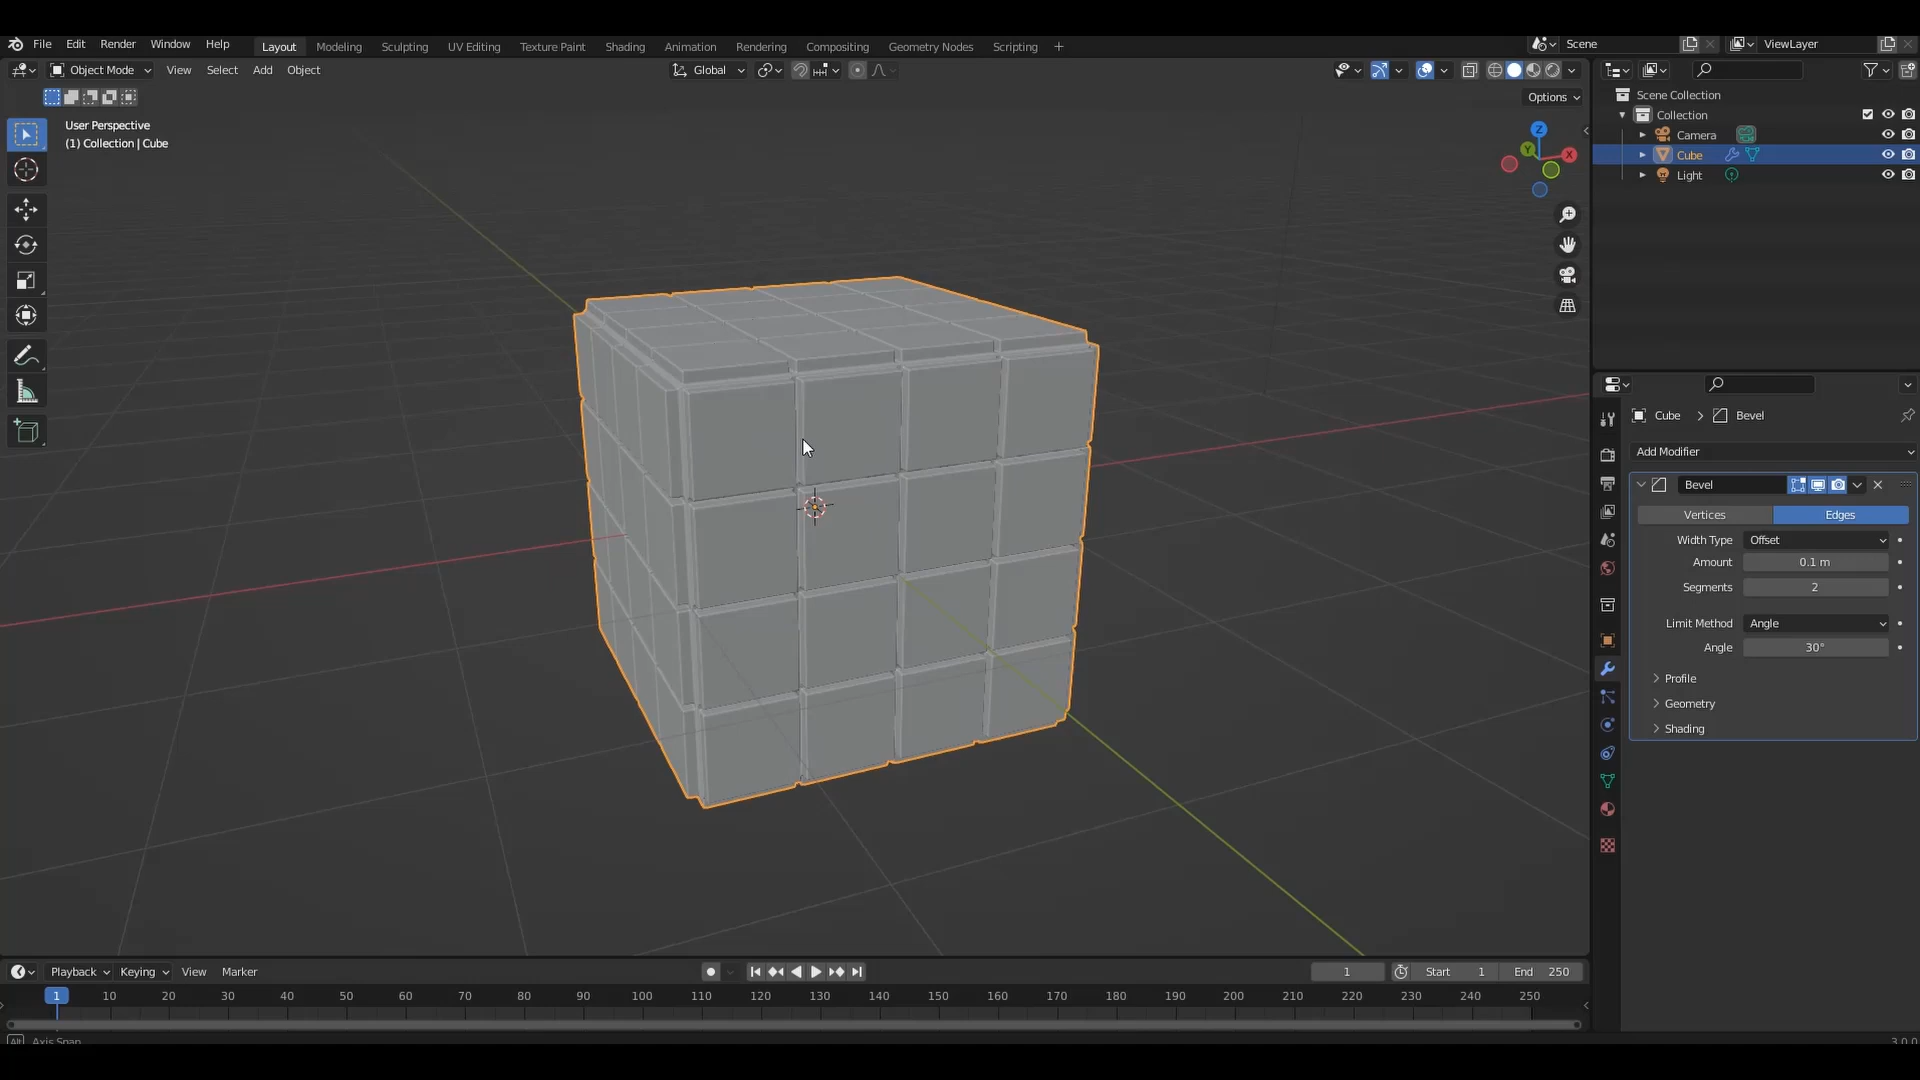 File Edit Render Window Help Layout Modeling Sculpting UV Editing Texture Paint Shading Animation Rendering Compositing Geometry Nodes Scripting + Scene ViewLayer
Object Mode View Select Add Object Global
Options
User Perspective
(1) Collection | Cube
Z
Y
X
Scene Collection
Collection
Camera
Cube
Light
Cube > Bevel
Add Modifier
Bevel
Vertices Edges
Width Type Offset
Amount 0.1 m
Segments 2
Limit Method Angle
Angle 30°
Profile
Geometry
Shading
Playback Keying View Marker 1 Start 1 End 250
1 10 20 30 40 50 60 70 80 90 100 110 120 130 140 150 160 170 180 190 200 210 220 230 240 250
Alt Axis Snap 3.0.0